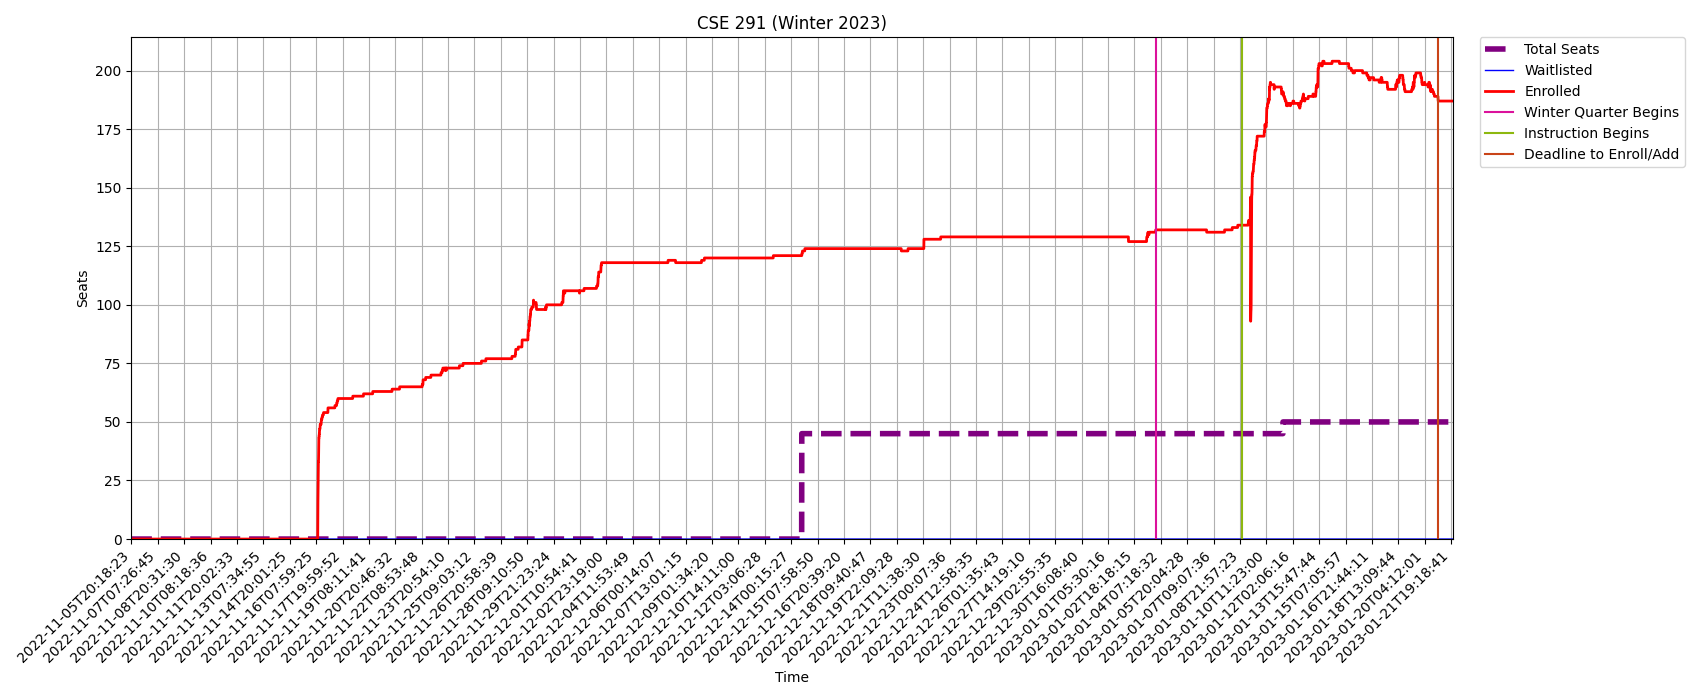 CSE 291 (Winter 2023)
Total Seats
Waitlisted
Enrolled
Winter Quarter Begins
Instruction Begins
Deadline to Enroll/Add
Seats
200
175
150
125
100
75
50
25
0
2022-11-05T20:18:23
2022-11-07T07:26:45
2022-11-08T20:31:30
2022-11-10T08:18:36
2022-11-11T20:02:33
2022-11-13T07:34:55
2022-11-14T20:01:25
2022-11-16T07:59:25
2022-11-17T19:59:52
2022-11-19T08:11:41
2022-11-20T20:46:32
2022-11-22T08:53:48
2022-11-23T20:54:10
2022-11-25T09:03:12
2022-11-26T20:58:39
2022-11-28T09:10:50
2022-11-29T21:23:24
2022-12-01T10:54:41
2022-12-02T23:19:00
2022-12-04T11:53:49
2022-12-06T00:14:07
2022-12-07T13:01:15
2022-12-09T01:34:20
2022-12-10T14:11:00
2022-12-12T03:06:28
2022-12-14T00:15:27
2022-12-15T07:58:50
2022-12-16T20:39:20
2022-12-18T09:40:47
2022-12-19T22:09:28
2022-12-21T11:38:30
2022-12-23T00:07:36
2022-12-24T12:58:35
2022-12-26T01:35:43
2022-12-27T14:19:10
2022-12-29T02:55:35
2022-12-30T16:08:40
2023-01-01T05:30:16
2023-01-02T18:18:15
2023-01-04T07:18:32
2023-01-05T20:04:28
2023-01-07T09:07:36
2023-01-08T21:57:23
2023-01-10T11:23:00
2023-01-12T02:06:16
2023-01-13T15:47:44
2023-01-15T07:05:57
2023-01-16T21:44:11
2023-01-18T13:09:44
2023-01-20T04:12:01
2023-01-21T19:18:41
Time